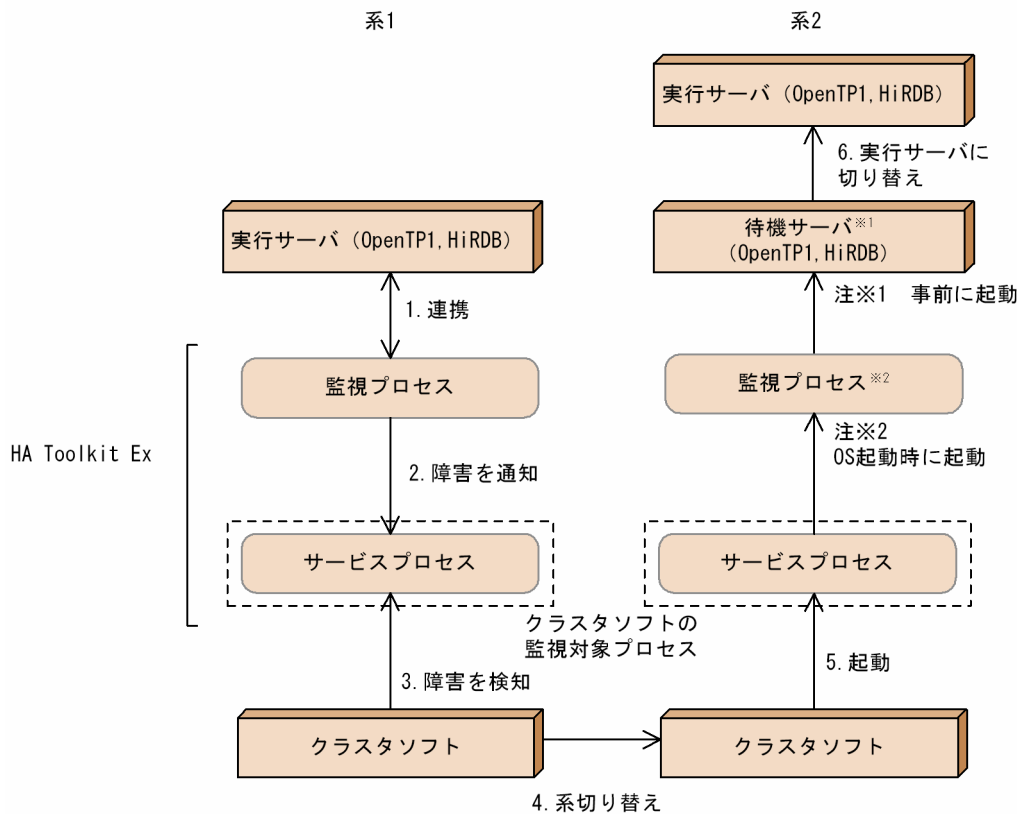 系1
系2
実行サーバ（OpenTP1,HiRDB）
6.実行サーバに
切り替え
実行サーバ（OpenTP1,HiRDB）
待機サーバ※1
（OpenTP1,HiRDB）
1.連携
注※1　事前に起動
監視プロセス
監視プロセス※2
注※2
OS起動時に起動
HA Toolkit Ex
2.障害を通知
サービスプロセス
サービスプロセス
クラスタソフトの
監視対象プロセス
3.障害を検知
5.起動
クラスタソフト
クラスタソフト
4.系切り替え